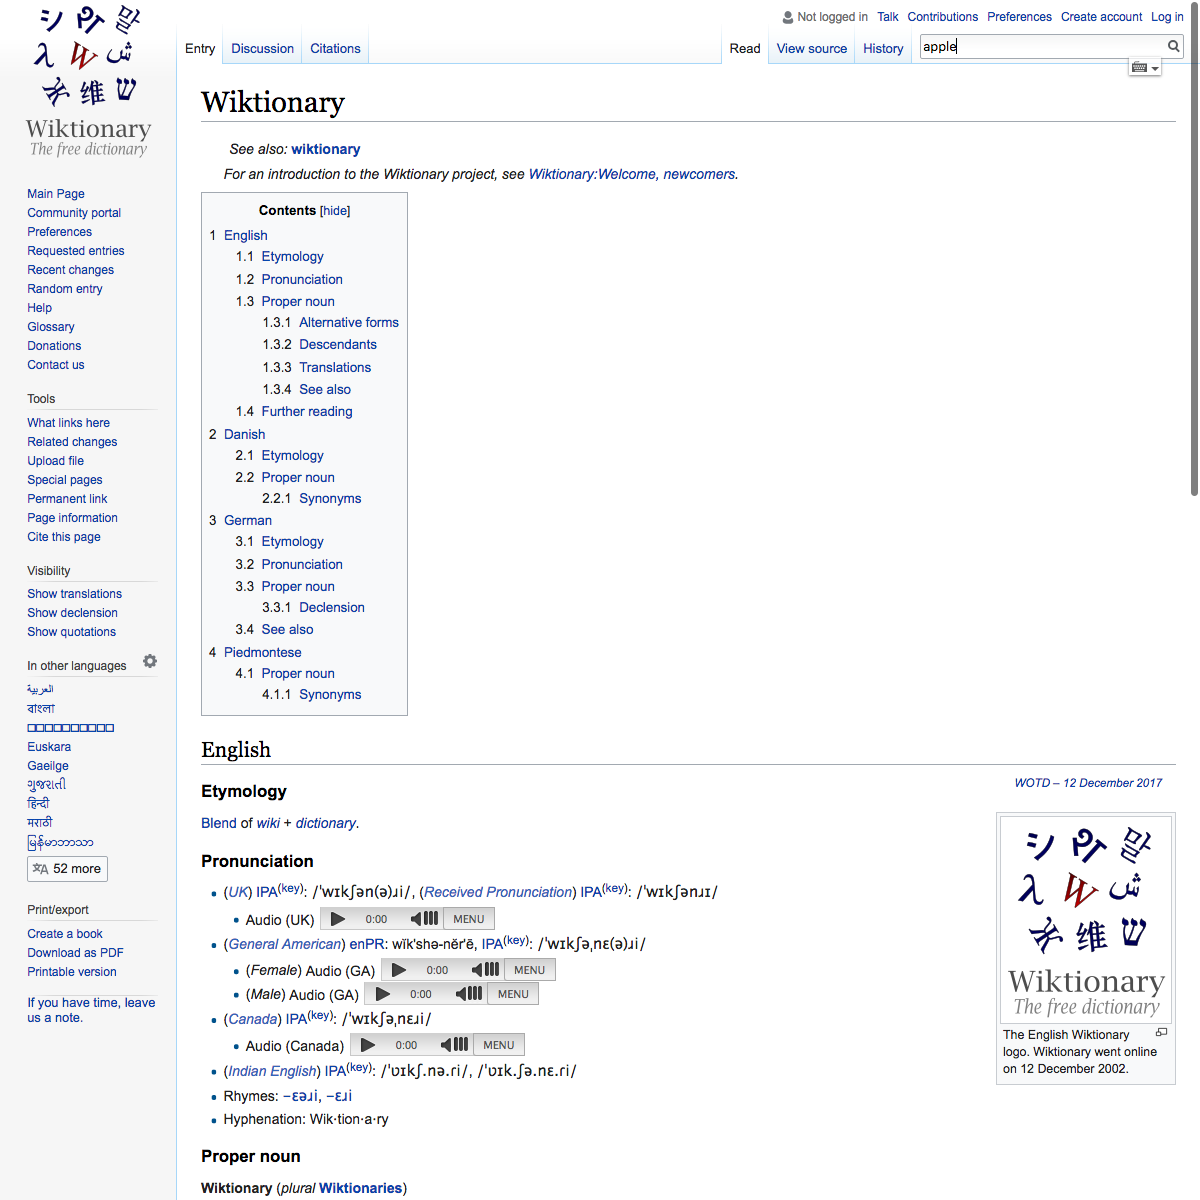 シ
갈
λ
W
ش
维
ש
Wiktionary
The free dictionary
Not logged in Talk Contributions Preferences Create account Log in
Entry Discussion Citations Read View source History apple
Wiktionary
See also: wiktionary
For an introduction to the Wiktionary project, see Wiktionary:Welcome, newcomers.
Main Page
Community portal
Preferences
Requested entries
Recent changes
Random entry
Help
Glossary
Donations
Contact us
Tools
What links here
Related changes
Upload file
Special pages
Permanent link
Page information
Cite this page
Visibility
Show translations
Show declension
Show quotations
In other languages
العربية
বাংলা
Euskara
Gaeilge
ગુજરાતી
हिन्दी
मराठी
မြန်မာဘာသာ
52 more
Print/export
Create a book
Download as PDF
Printable version
If you have time, leave
us a note.
Contents [hide]
1 English
1.1 Etymology
1.2 Pronunciation
1.3 Proper noun
1.3.1 Alternative forms
1.3.2 Descendants
1.3.3 Translations
1.3.4 See also
1.4 Further reading
2 Danish
2.1 Etymology
2.2 Proper noun
2.2.1 Synonyms
3 German
3.1 Etymology
3.2 Pronunciation
3.3 Proper noun
3.3.1 Declension
3.4 See also
4 Piedmontese
4.1 Proper noun
4.1.1 Synonyms
English
Etymology
Blend of wiki + dictionary.
Pronunciation
(UK) IPA(key): /ˈwɪkʃən(ə)ɹi/, (Received Pronunciation) IPA(key): /ˈwɪkʃənɹɪ/
Audio (UK) 0:00 MENU
(General American) enPR: wĭk'shə-nĕr'ē, IPA(key): /ˈwɪkʃəˌnɛ(ə)ɹi/
(Female) Audio (GA) 0:00 MENU
(Male) Audio (GA) 0:00 MENU
(Canada) IPA(key): /ˈwɪkʃəˌnɛɹi/
Audio (Canada) 0:00 MENU
(Indian English) IPA(key): /ˈʋɪkʃ.nə.ɾi/, /ˈʋɪk.ʃə.nɛ.ɾi/
Rhymes: -ɛəɹi, -ɛɹi
Hyphenation: Wik·tion·a·ry
Proper noun
Wiktionary (plural Wiktionaries)
WOTD – 12 December 2017
シ
λ
W
ش
维
ש
Wiktionary
The free dictionary
The English Wiktionary
logo. Wiktionary went online
on 12 December 2002.